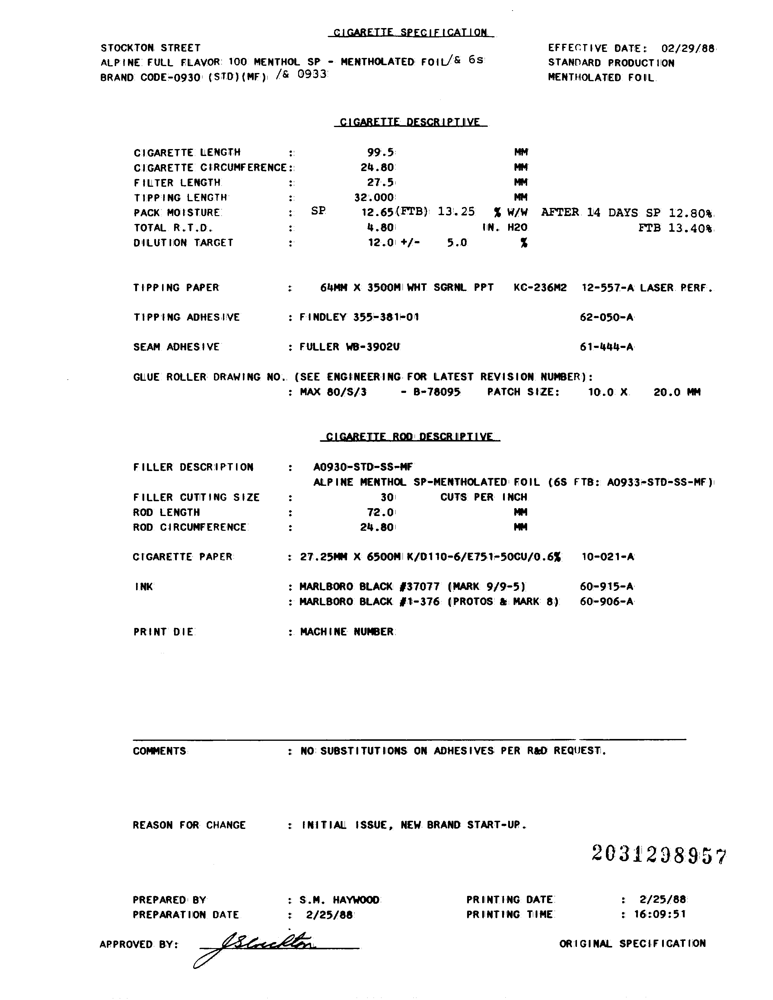 CIGARETTE SPECIFICATION
STOCKTON STREET EFFECTIVE DATE: 02/29/88
ALPINE FULL FLAVOR 100 MENTHOL SP - MENTHOLATED FOIL/& 6s STANDARD PRODUCTION
BRAND CODE-0930 (STD)(MF) /& 0933 MENTHOLATED FOIL
CIGARETTE DESCRIPTIVE
CIGARETTE LENGTH : 99.5 MM
CIGARETTE CIRCUMFERENCE: 24.80 MM
FILTER LENGTH : 27.5 MM
TIPPING LENGTH : 32.000 MM
PACK MOISTURE : SP 12.65(FTB) 13.25 % W/W AFTER 14 DAYS SP 12.80%
TOTAL R.T.D. : 4.80 IN. H2O FTB 13.40%
DILUTION TARGET : 12.0 +/- 5.0 %
TIPPING PAPER : 64MM X 3500M WHT SGRNL PPT KC-236M2 12-557-A LASER PERF.
TIPPING ADHESIVE : FINDLEY 355-381-01 62-050-A
SEAM ADHESIVE : FULLER WB-3902U 61-444-A
GLUE ROLLER DRAWING NO. (SEE ENGINEERING FOR LATEST REVISION NUMBER):
: MAX 80/S/3 - B-78095 PATCH SIZE: 10.0 X 20.0 MM
CIGARETTE ROD DESCRIPTIVE
FILLER DESCRIPTION : A0930-STD-SS-MF
ALPINE MENTHOL SP-MENTHOLATED FOIL (6S FTB: A0933-STD-SS-MF)
FILLER CUTTING SIZE : 30 CUTS PER INCH
ROD LENGTH : 72.0 MM
ROD CIRCUMFERENCE : 24.80 MM
CIGARETTE PAPER : 27.25MM X 6500M K/D110-6/E751-50CU/0.6% 10-021-A
INK : MARLBORO BLACK #37077 (MARK 9/9-5) 60-915-A
: MARLBORO BLACK #1-376 (PROTOS & MARK 8) 60-906-A
PRINT DIE : MACHINE NUMBER
COMMENTS : NO SUBSTITUTIONS ON ADHESIVES PER R&D REQUEST.
REASON FOR CHANGE : INITIAL ISSUE, NEW BRAND START-UP.
2031298957
PREPARED BY : S.M. HAYWOOD PRINTING DATE : 2/25/88
PREPARATION DATE : 2/25/88 PRINTING TIME : 16:09:51
APPROVED BY: JStockton ORIGINAL SPECIFICATION